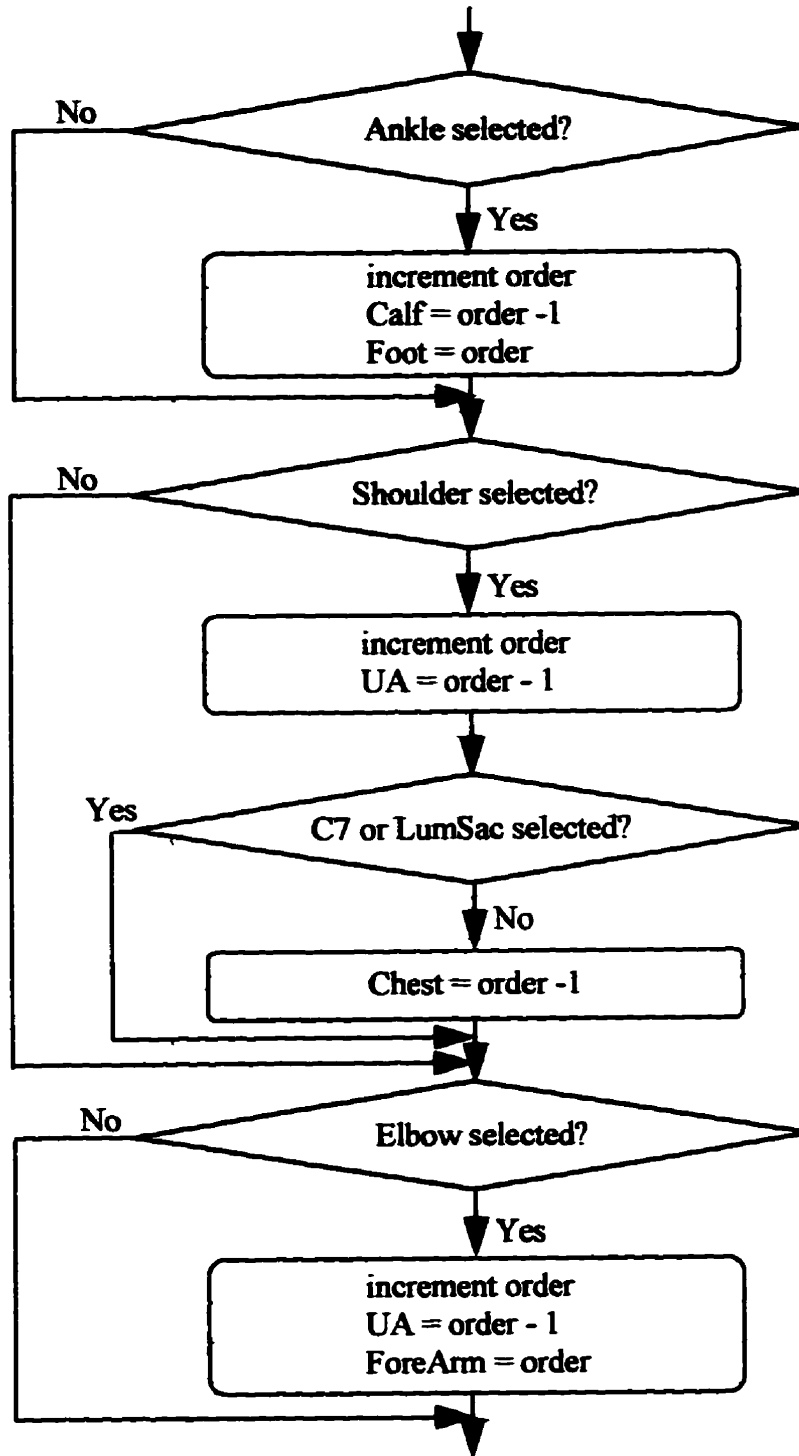 Ankle selected?
No
Yes
increment order
Calf = order -1
Foot = order
No
Shoulder selected?
Yes
increment order
UA = order - 1
Yes
C7 or LumSac selected?
No
Chest = order -1
No
Elbow selected?
Yes
increment order
UA = order - 1
ForeArm = order